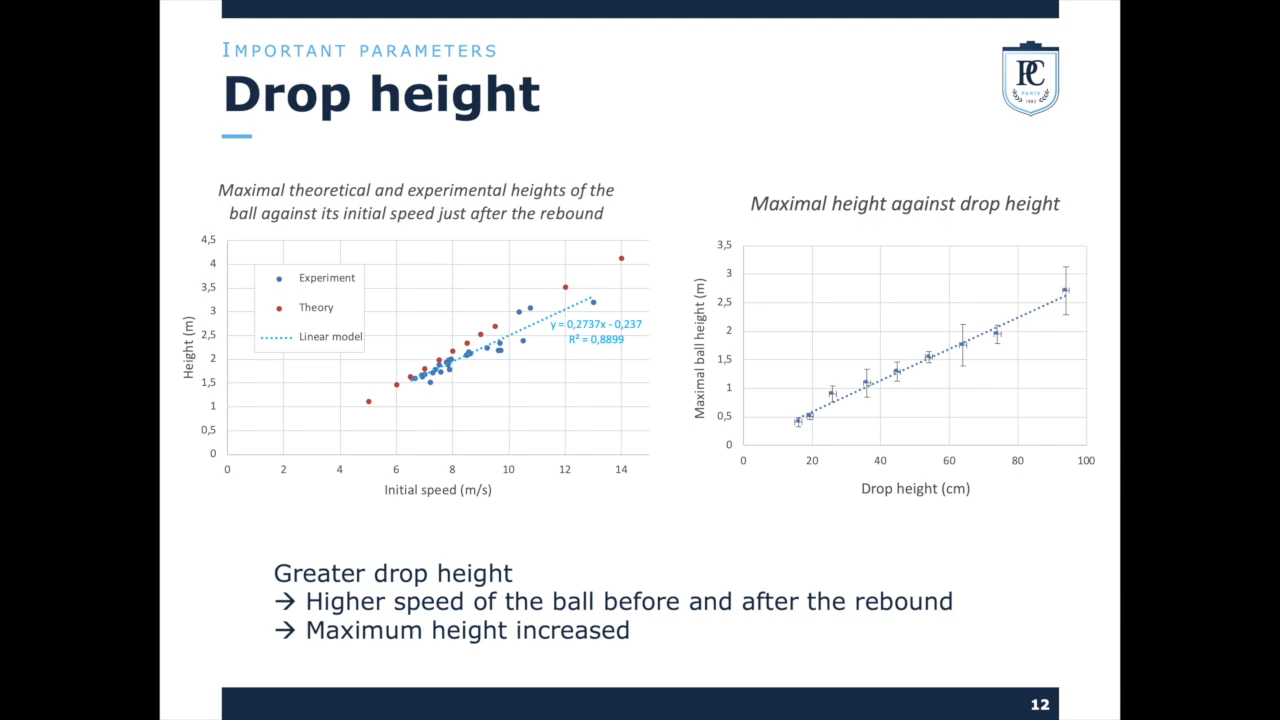 IMPORTANT PARAMETERS
Drop height
PC
PARIS
1882
Maximal theoretical and experimental heights of the
ball against its initial speed just after the rebound
4,5
4
3,5
3
2,5
2
1,5
1
0,5
0
Height (m)
Experiment
Theory
Linear model
y = 0,2737x - 0,237
R² = 0,8899
0 2 4 6 8 10 12 14
Initial speed (m/s)
Maximal height against drop height
3,5
3
2,5
2
1,5
1
0,5
0
Maximal ball height (m)
0 20 40 60 80 100
Drop height (cm)
Greater drop height
→ Higher speed of the ball before and after the rebound
→ Maximum height increased
12